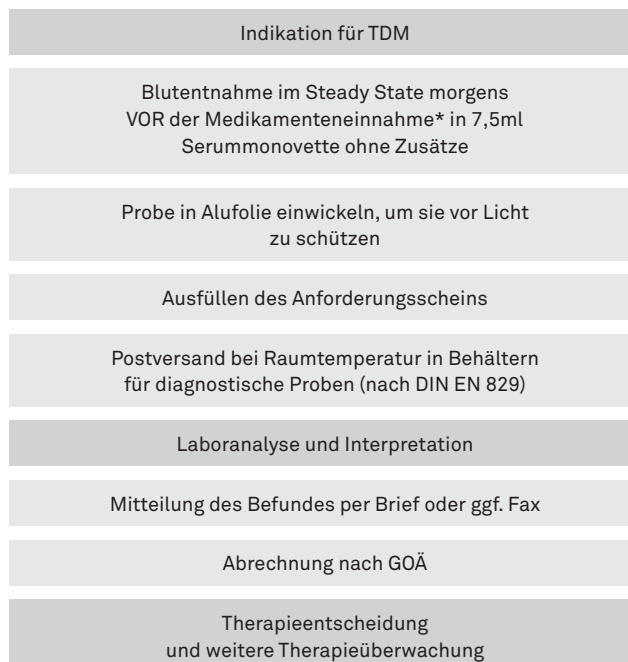 Indikation für TDM
Blutentnahme im Steady State morgens
VOR der Medikamenteneinnahme* in 7,5ml
Serummonovette ohne Zusätze
Probe in Alufolie einwickeln, um sie vor Licht
zu schützen
Ausfüllen des Anforderungsscheins
Postversand bei Raumtemperatur in Behältern
für diagnostische Proben (nach DIN EN 829)
Laboranalyse und Interpretation
Mitteilung des Befundes per Brief oder ggf. Fax
Abrechnung nach GOÄ
Therapieentscheidung
und weitere Therapieüberwachung